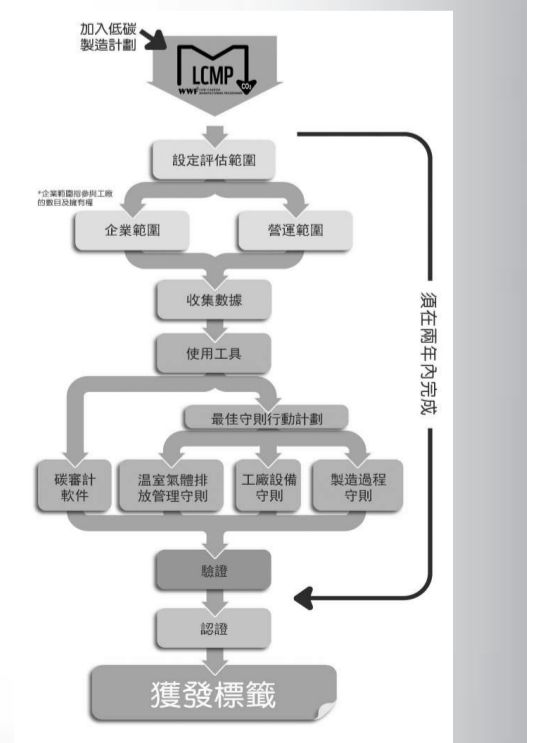 加入低碳
製造計劃
LCMP
WWF LOW CARBON
MANUFACTURING PROGRAMME
CO₂
設定評估範圍
*企業範圍指參與工廠
的數目及擁有權
企業範圍
營運範圍
收集數據
使用工具
最佳守則行動計劃
碳審計
軟件
温室氣體排
放管理守則
工廠設備
守則
製造過程
守則
驗證
認證
獲發標籤
須在兩年內完成